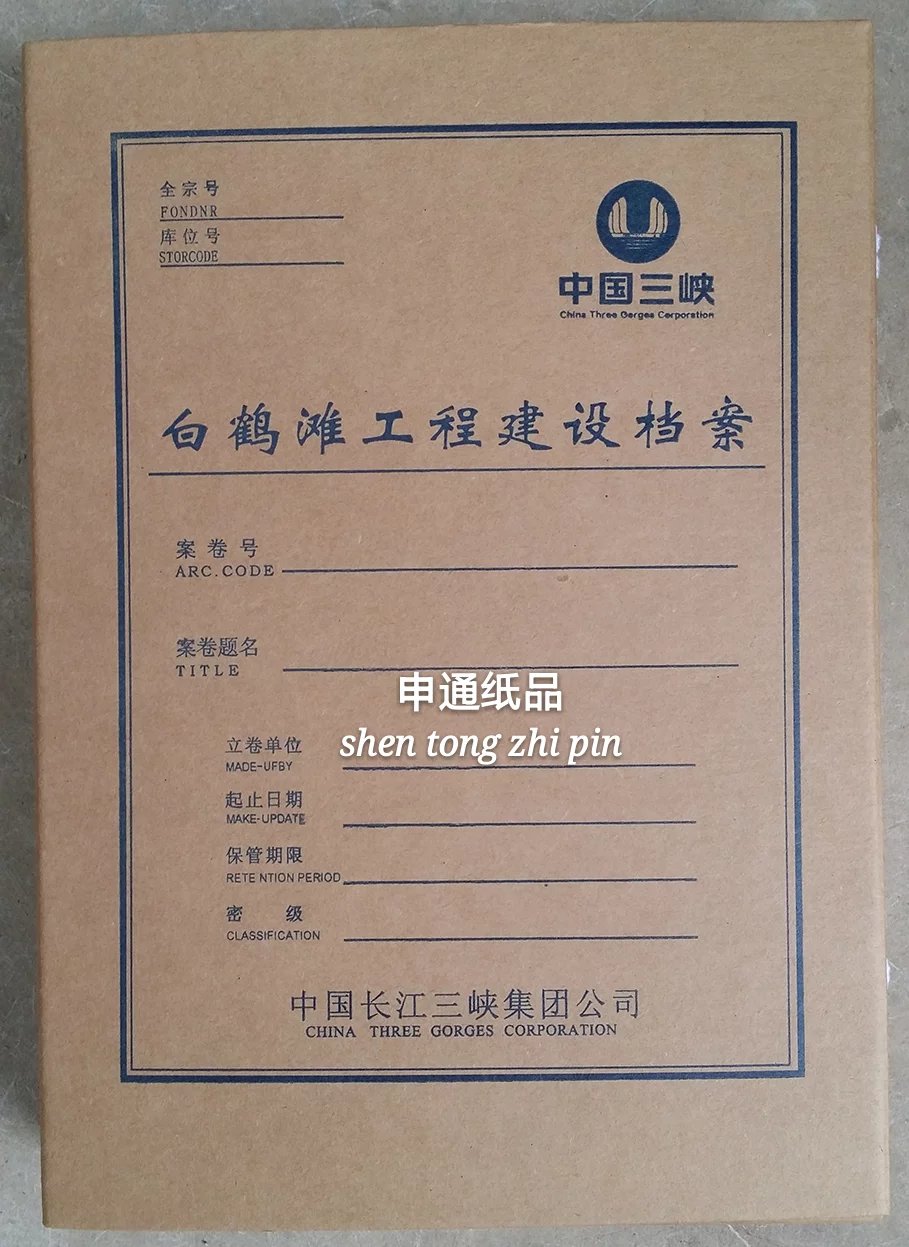 全宗号
FONDNR
库位号
STORCODE
中国三峡
China Three Gorges Corporation
白鹤滩工程建设档案
案卷号
ARC.CODE
案卷题名
TITLE
申通纸品
shen tong zhi pin
立卷单位
MADE-UFBY
起止日期
MAKE-UPDATE
保管期限
RETE NTION PERIOD
密 级
CLASSIFICATION
中国长江三峡集团公司
CHINA THREE GORGES CORPORATION